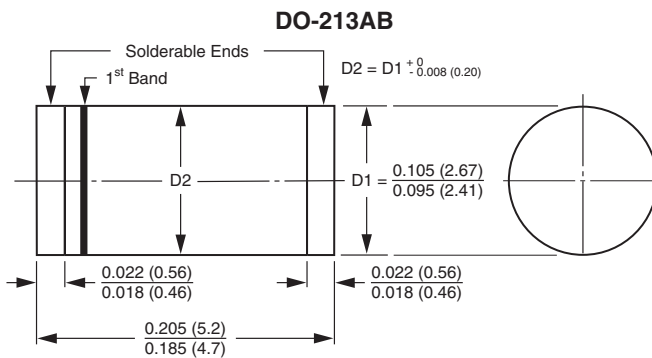 DO-213AB
Solderable Ends
1st Band
D2 = D1 + 0
- 0.008 (0.20)
D2
D1 = 0.105 (2.67)
0.095 (2.41)
0.022 (0.56)
0.018 (0.46)
0.022 (0.56)
0.018 (0.46)
0.205 (5.2)
0.185 (4.7)